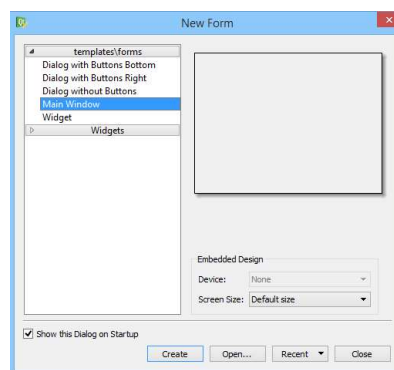 New Form
templates\forms
Dialog with Buttons Bottom
Dialog with Buttons Right
Dialog without Buttons
Main Window
Widget
Widgets
Embedded Design
Device: None
Screen Size: Default size
Show this Dialog on Startup
Create Open... Recent Close